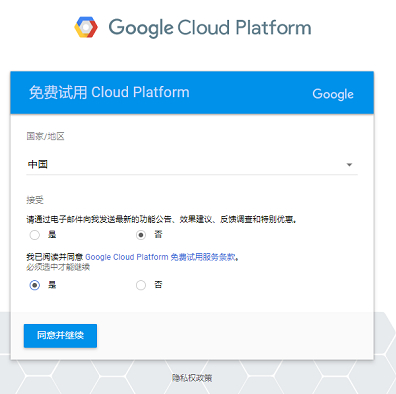 Google Cloud Platform
免费试用 Cloud Platform
Google
国家/地区
中国
接受
请通过电子邮件向我发送最新的功能公告、效果建议、反馈调查和特别优惠。
是 否
我已阅读并同意 Google Cloud Platform 免费试用服务条款。
必须选中才能继续
是 否
同意并继续
隐私权政策